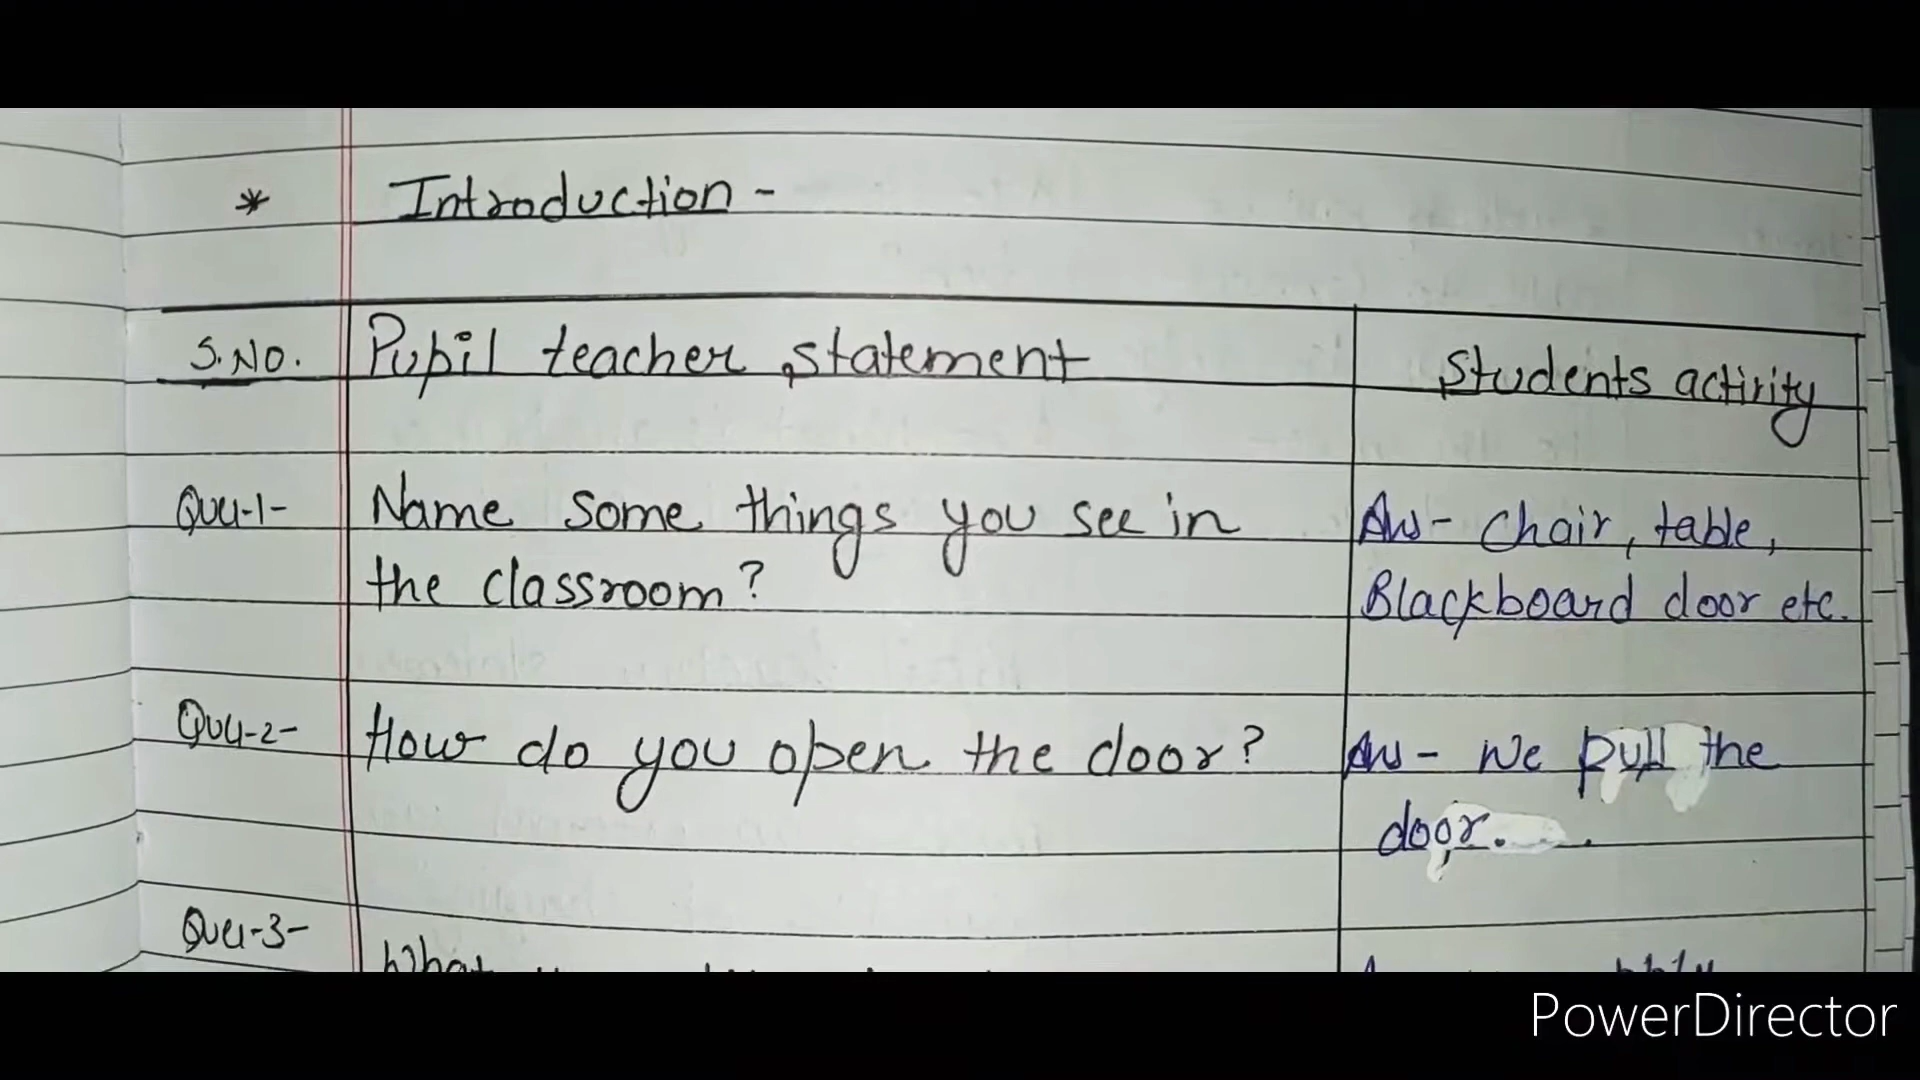 * Introduction -
S.No. Pupil teacher statement Students activity
Que-1- Name some things you see in Ans - Chair, table,
the classroom? Blackboard door etc.
Que-2- How do you open the door? Ans - We pull the
door.
Que-3- What
PowerDirector